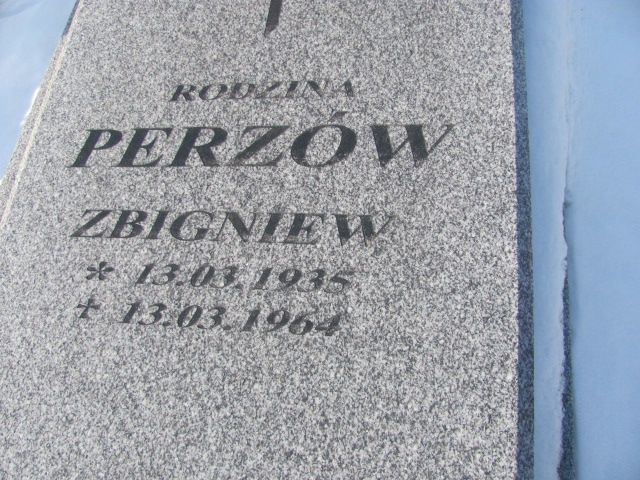 RODZINA
PERZÓW
ZBIGNIEW
* 13.03.1935
† 13.03.1964